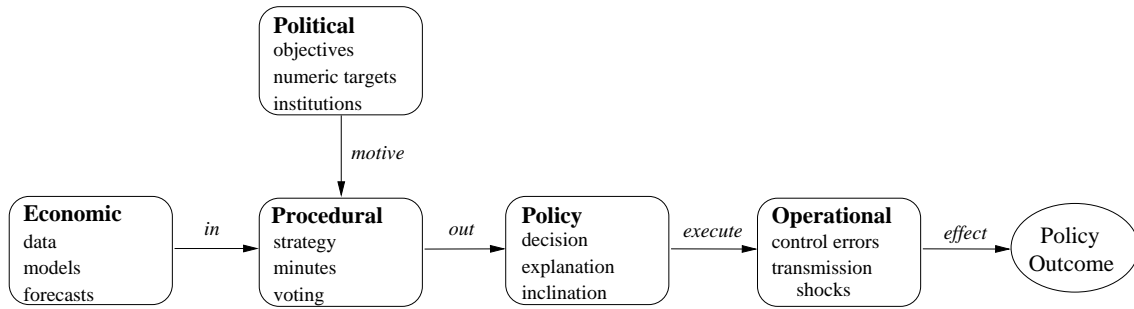 Political
objectives
numeric targets
institutions
motive
Economic
data
models
forecasts
in
Procedural
strategy
minutes
voting
out
Policy
decision
explanation
inclination
execute
Operational
control errors
transmission
shocks
effect
Policy
Outcome